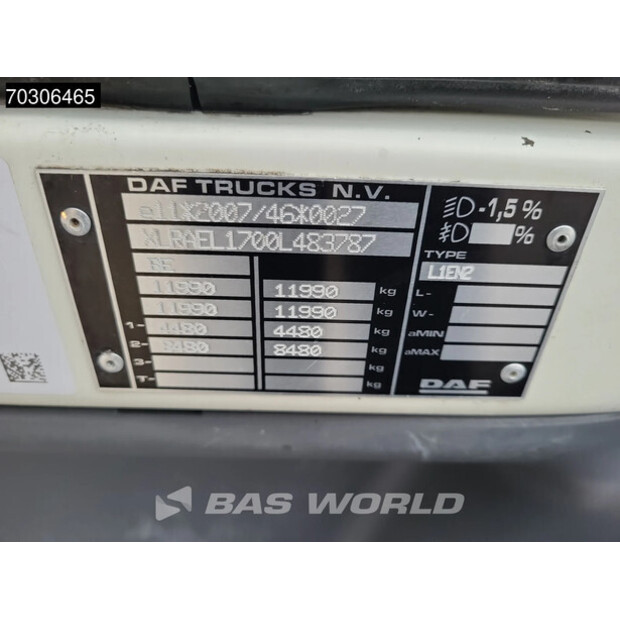 70306465
DAF TRUCKS N.V.
e11*2007/46*0027
XLRAEL1700L483787
BE
11990 11990 kg
11990 11990 kg
1- 4480 4480 kg
2- 8480 8480 kg
3- kg
T- kg
-1,5%
%
TYPE
L1EN2
L-
W-
aMIN
aMAX
DAF
BAS WORLD